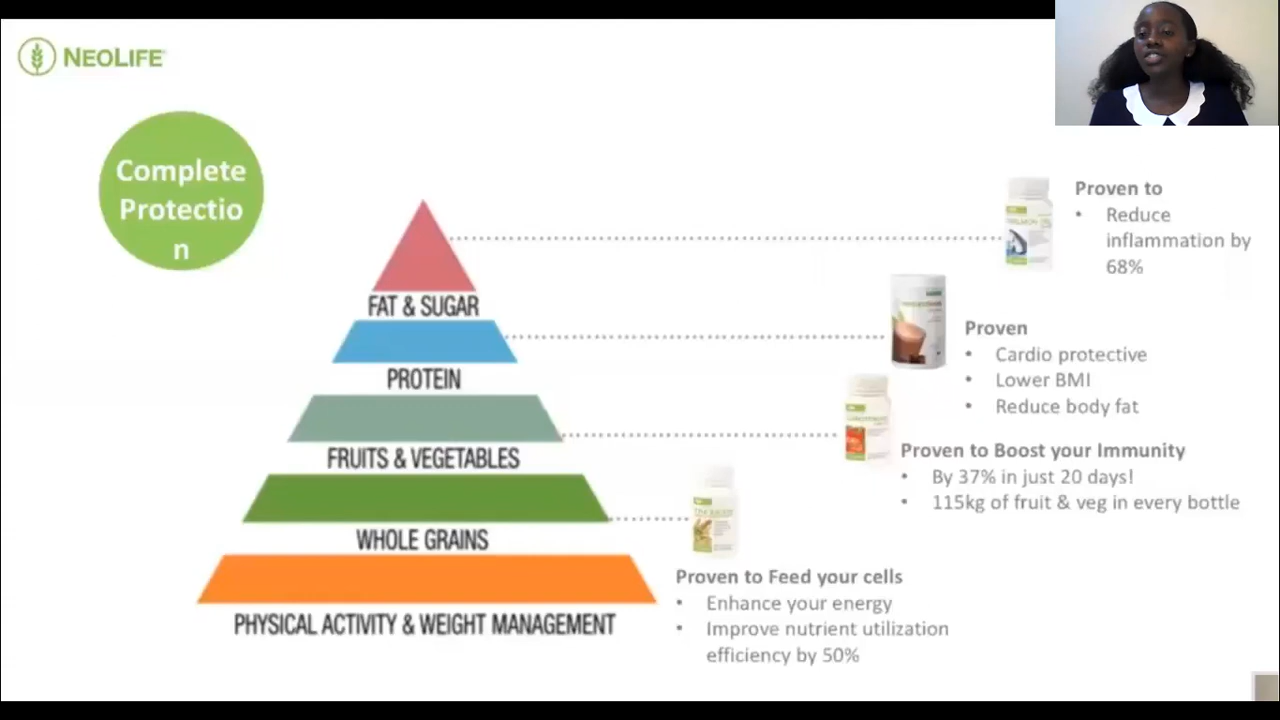 NEOLIFE
Complete
Protectio
n
FAT & SUGAR
PROTEIN
FRUITS & VEGETABLES
WHOLE GRAINS
PHYSICAL ACTIVITY & WEIGHT MANAGEMENT
Proven to
• Reduce
inflammation by
68%
Proven
• Cardio protective
• Lower BMI
• Reduce body fat
Proven to Boost your Immunity
• By 37% in just 20 days!
• 115kg of fruit & veg in every bottle
Proven to Feed your cells
• Enhance your energy
• Improve nutrient utilization
efficiency by 50%